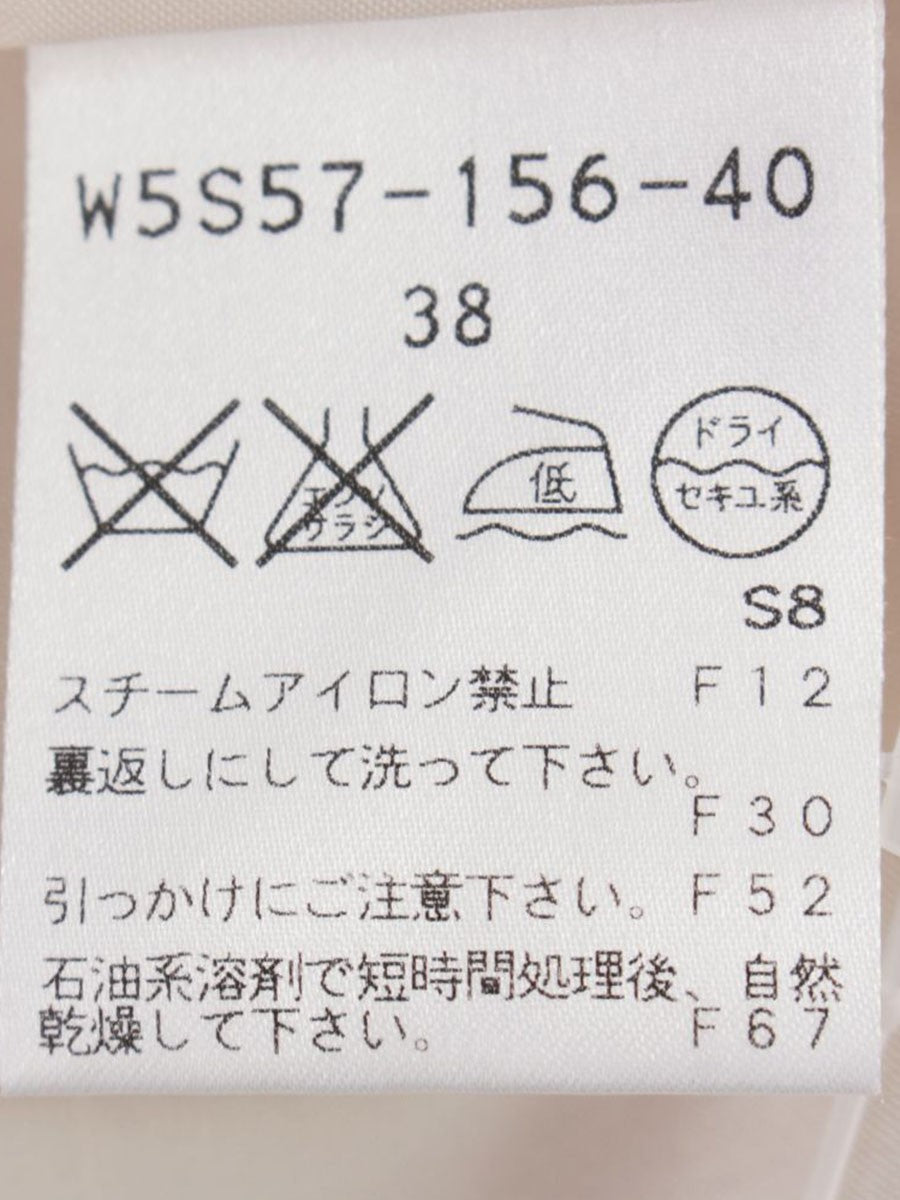 W5S57-156-40
38
エンソ
サラシ
低
ドライ
セキユ系
S8
スチームアイロン禁止 F12
裏返しにして洗って下さい。
F30
引っかけにご注意下さい。F52
石油系溶剤で短時間処理後、自然
乾燥して下さい。 F67